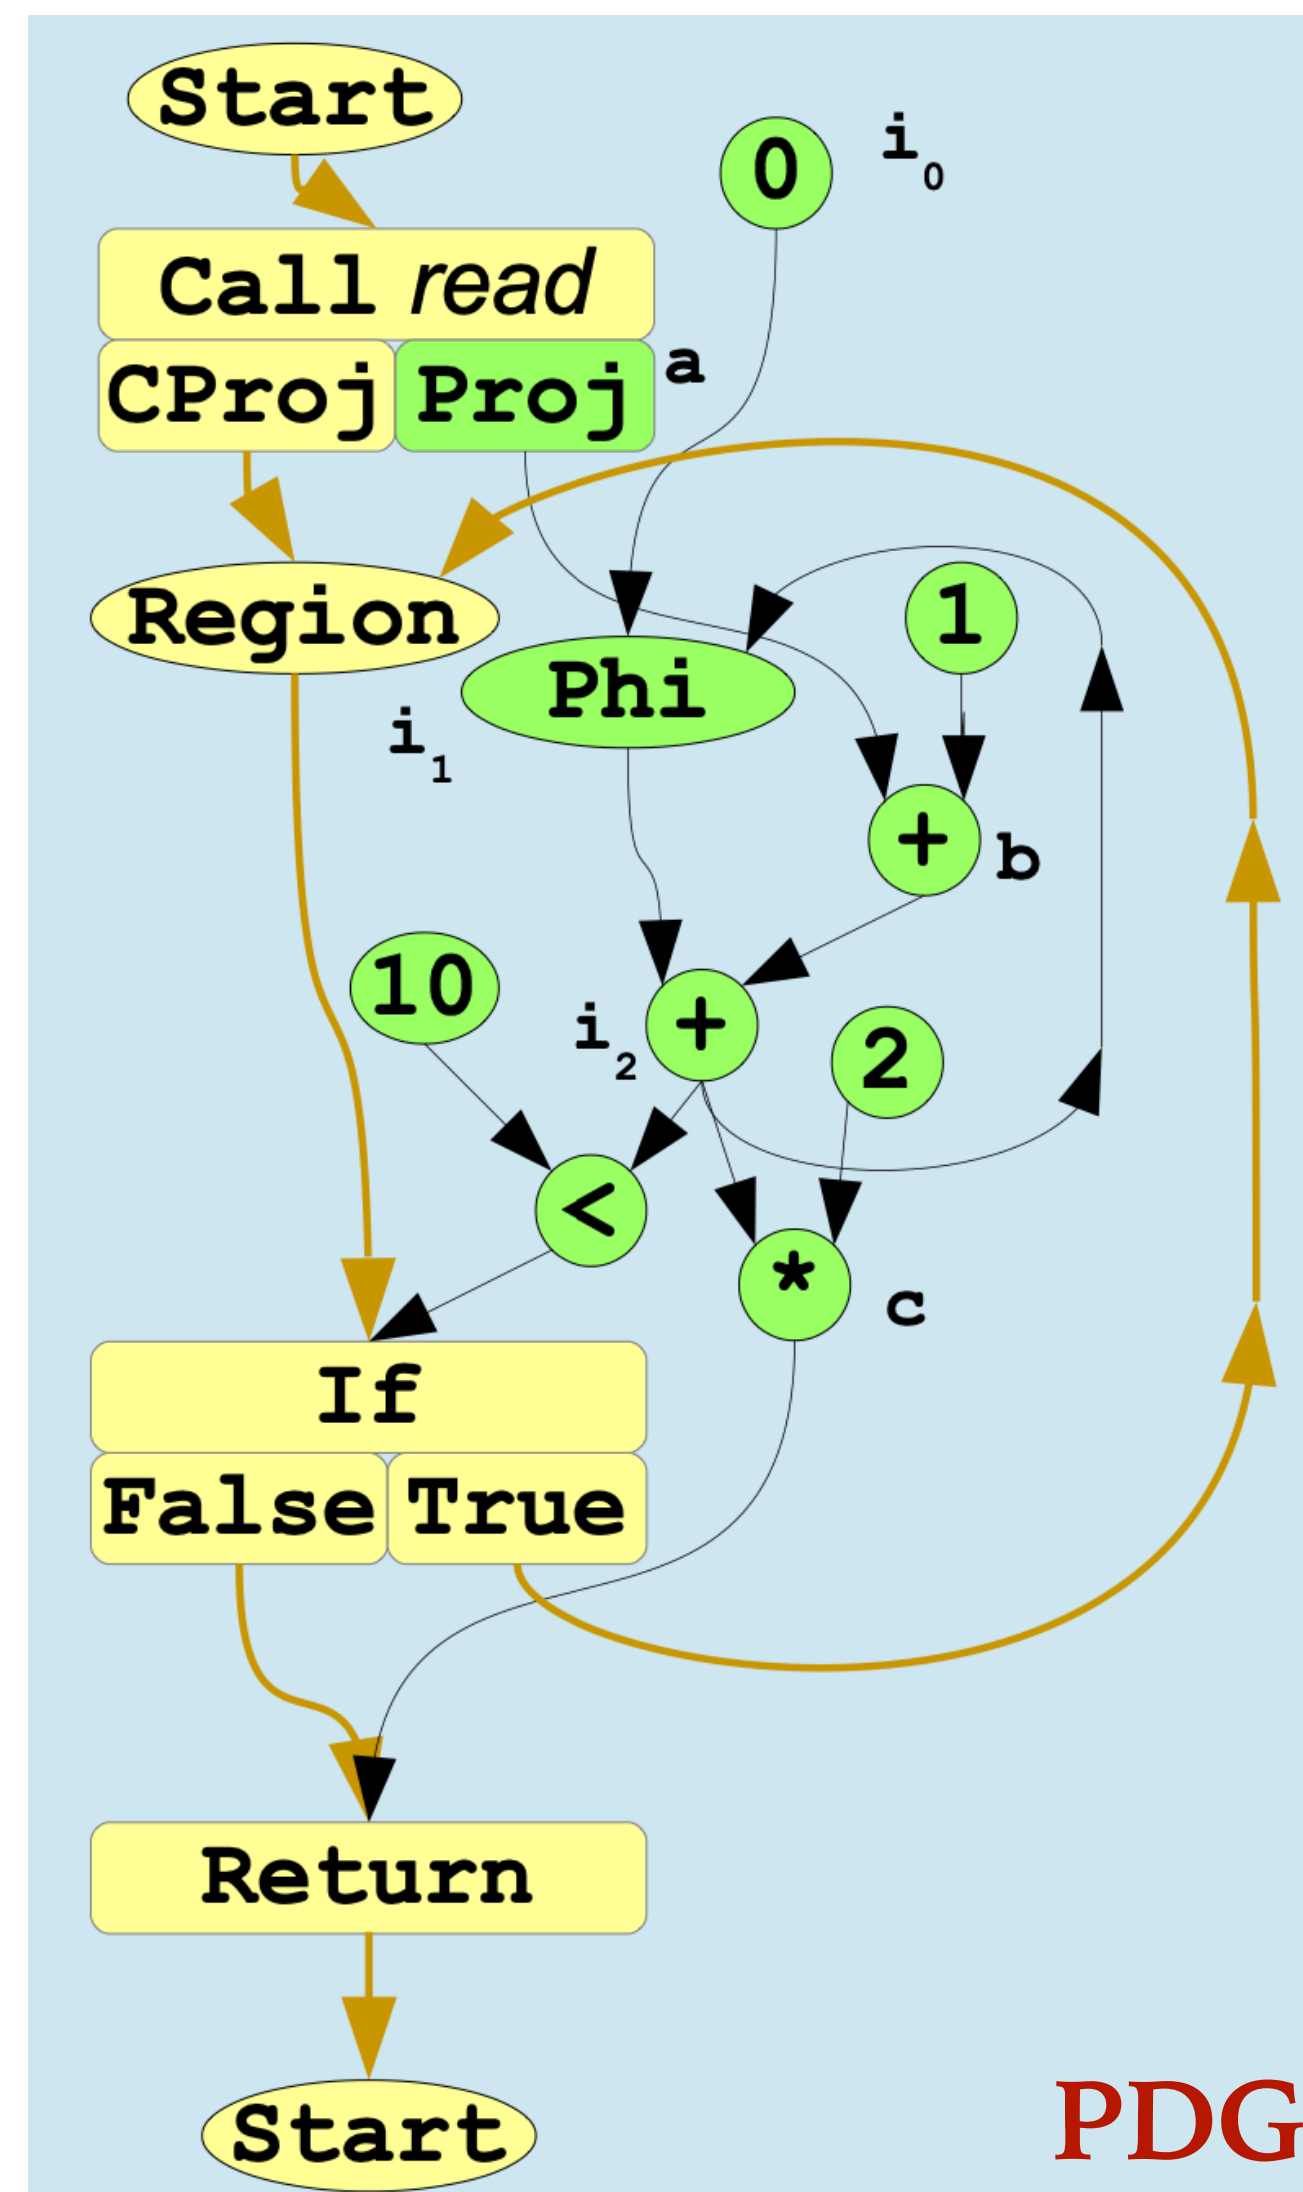 Start
0
i0
Call read
CProj
Proj
a
Region
1
Phi
i1
+
b
10
i2
+
2
<
*
c
If
False
True
Return
Start
PDG